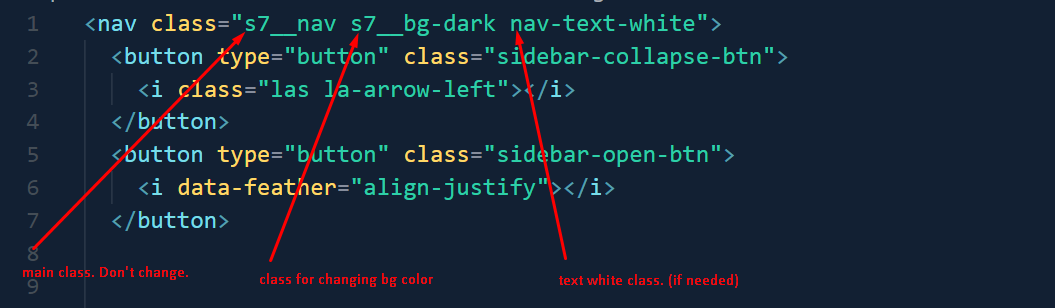 1 <nav class="s7__nav s7__bg-dark nav-text-white">
2 <button type="button" class="sidebar-collapse-btn">
3 <i class="las la-arrow-left"></i>
4 </button>
5 <button type="button" class="sidebar-open-btn">
6 <i data-feather="align-justify"></i>
7 </button>
8
main class. Don't change. class for changing bg color text white class. (if needed)
9